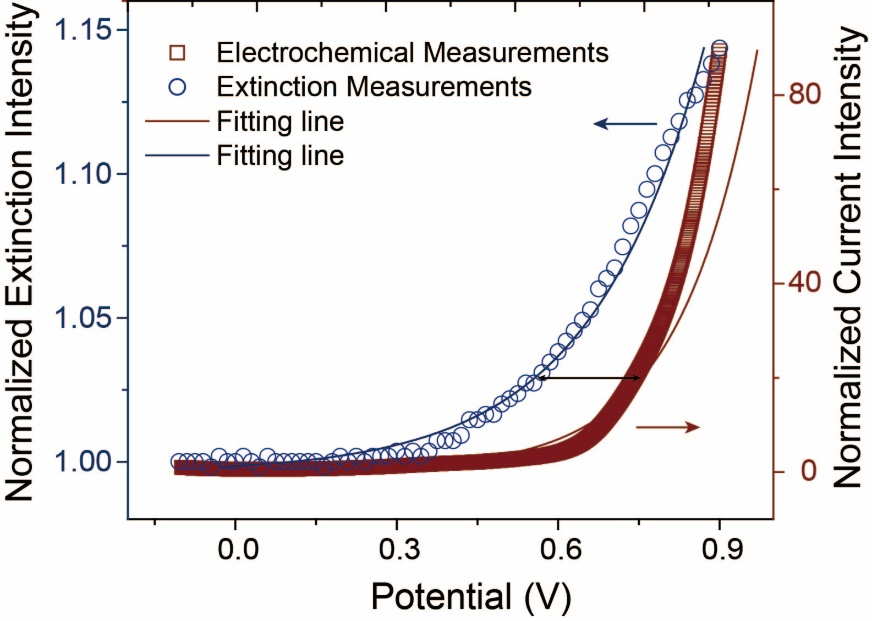 Normalized Extinction Intensity
1.15
1.10
1.05
1.00
Electrochemical Measurements
Extinction Measurements
Fitting line
Fitting line
80
40
0
Normalized Current Intensity
0.0
0.3
0.6
0.9
Potential (V)